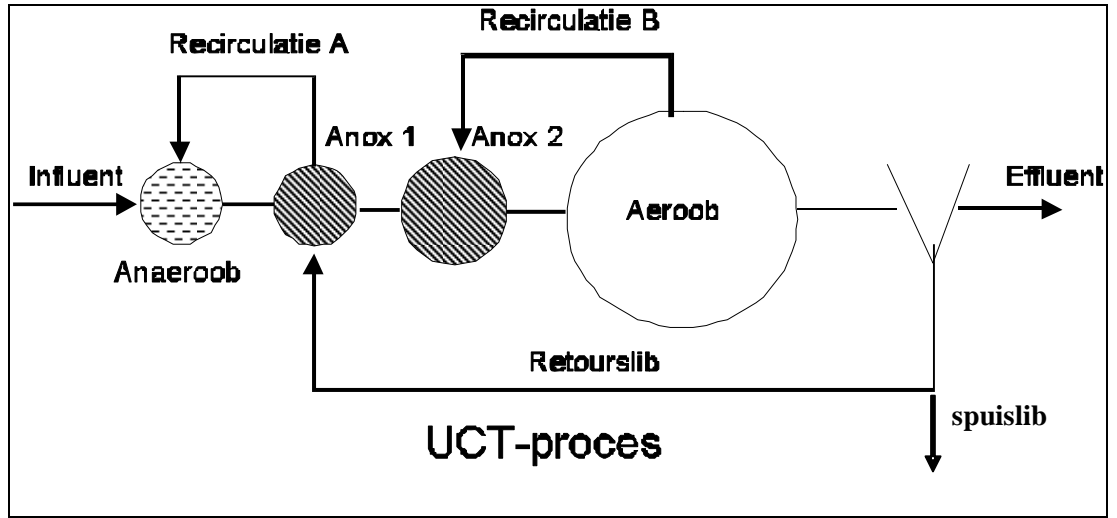 Recirculatie B
Recirculatie A
Anox 1
Anox 2
Influent
Effluent
Aeroob
Anaeroob
Retourslib
spuislib
UCT-proces